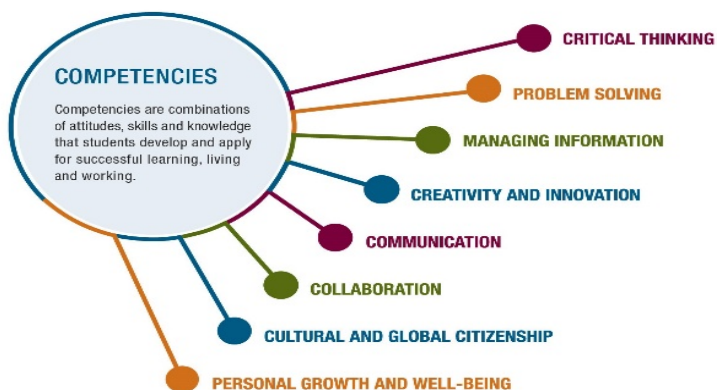 COMPETENCIES
Competencies are combinations
of attitudes, skills and knowledge
that students develop and apply
for successful learning, living
and working.
CRITICAL THINKING
PROBLEM SOLVING
MANAGING INFORMATION
CREATIVITY AND INNOVATION
COMMUNICATION
COLLABORATION
CULTURAL AND GLOBAL CITIZENSHIP
PERSONAL GROWTH AND WELL-BEING